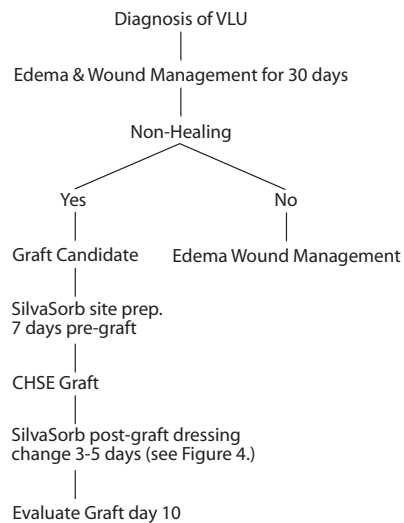 Diagnosis of VLU
Edema & Wound Management for 30 days
Non-Healing
Yes
No
Graft Candidate
Edema Wound Management
SilvaSorb site prep.
7 days pre-graft
CHSE Graft
SilvaSorb post-graft dressing
change 3-5 days (see Figure 4.)
Evaluate Graft day 10